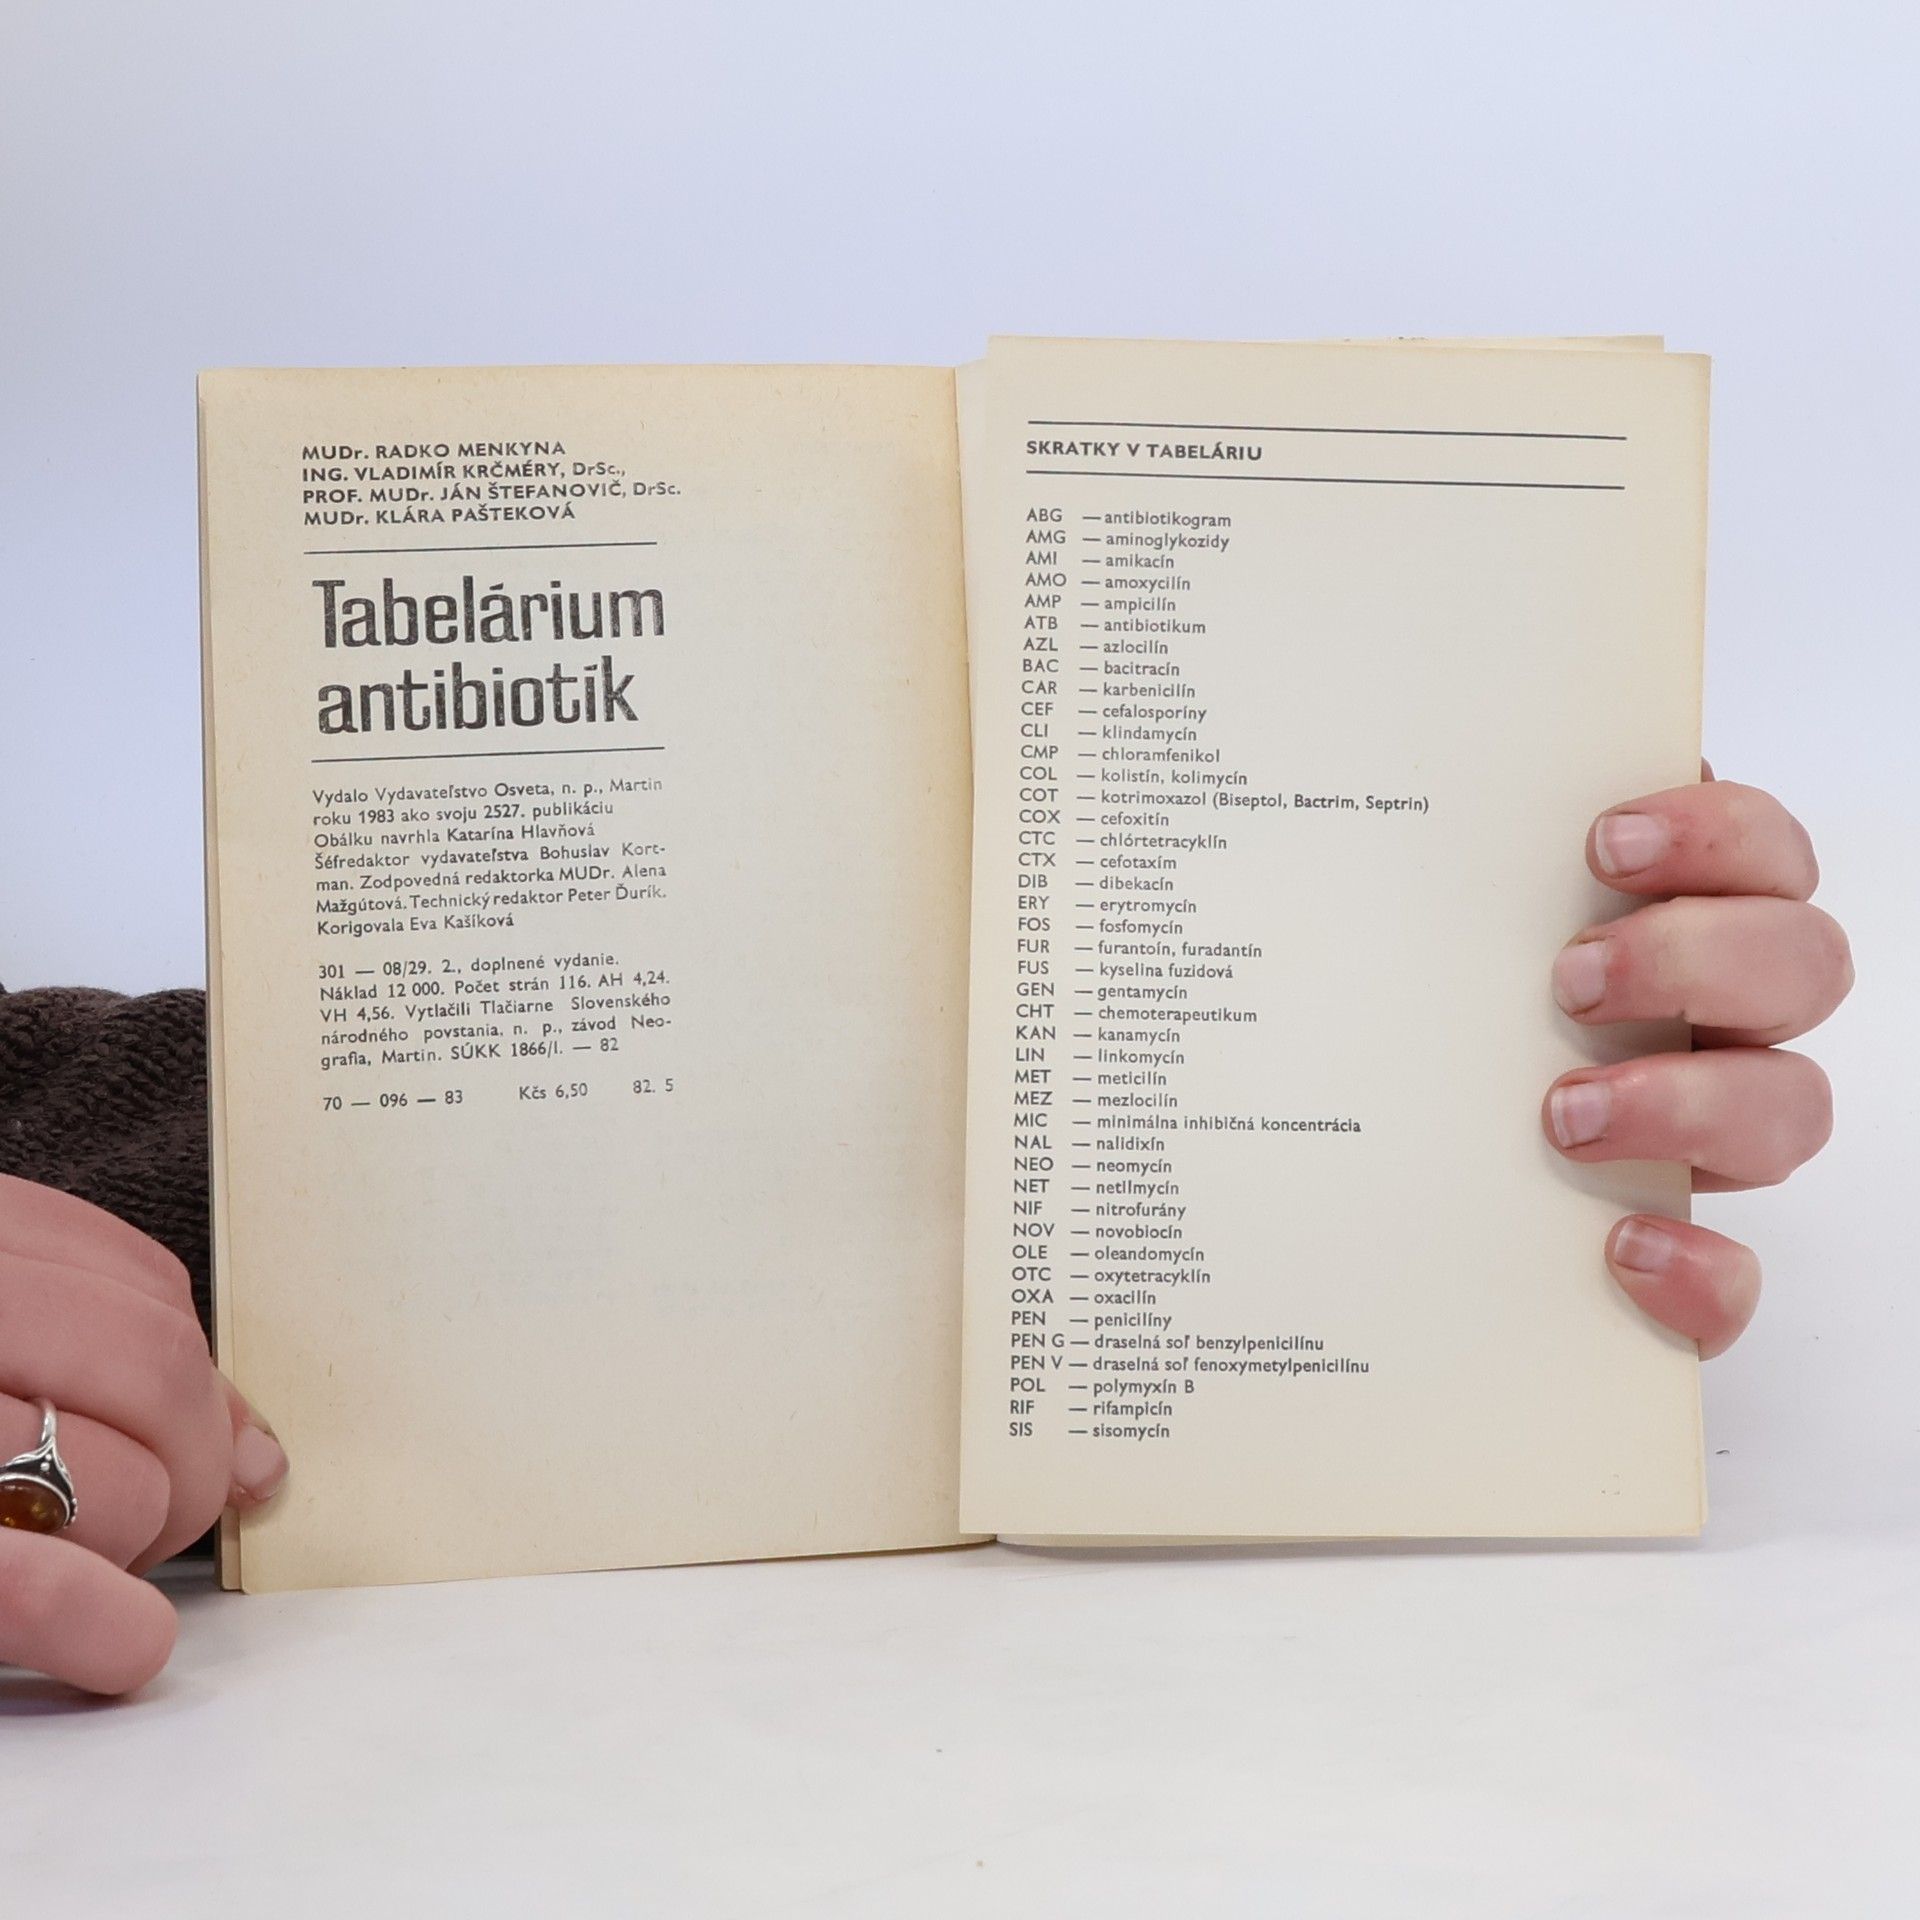 MUDr. RADKO MENKYNA
ING. VLADIMÍR KRČMÉRY, DrSc.,
PROF. MUDr. JÁN ŠTEFANOVIČ, DrSc.
MUDr. KLÁRA PAŠTEKOVÁ
Tabelárium
antibiotík
Vydalo Vydavateľstvo Osveta, n. p., Martin
roku 1983 ako svoju 2527. publikáciu
Obálku navrhla Katarína Hlavňová
Šéfredaktor vydavateľstva Bohuslav Kort-
man. Zodpovedná redaktorka MUDr. Alena
Mažgútová. Technický redaktor Peter Ďurík.
Korigovala Eva Kašíková
301 — 08/29. 2., doplnené vydanie.
Náklad 12 000. Počet strán 116. AH 4,24.
VH 4,56. Vytlačili Tlačiarne Slovenského
národného povstania, n. p., závod Neo-
grafia, Martin. SÚKK 1866/I. — 82
70 — 096 — 83 Kčs 6,50 82. 5
SKRATKY V TABELÁRIU
ABG — antibiotikogram
AMG — aminoglykozidy
AMI — amikacín
AMO — amoxycilín
AMP — ampicilín
ATB — antibiotikum
AZL — azlocilín
BAC — bacitracín
CAR — karbenicilín
CEF — cefalosporíny
CLI — klindamycín
CMP — chloramfenikol
COL — kolistín, kolimycín
COT — kotrimoxazol (Biseptol, Bactrim, Septrin)
COX — cefoxitín
CTC — chlórtetracyklín
CTX — cefotaxím
DIB — dibekacín
ERY — erytromycín
FOS — fosfomycín
FUR — furantoín, furadantín
FUS — kyselina fuzidová
GEN — gentamycín
CHT — chemoterapeutikum
KAN — kanamycín
LIN — linkomycín
MET — meticilín
MEZ — mezlocilín
MIC — minimálna inhibičná koncentrácia
NAL — nalidixín
NEO — neomycín
NET — netilmycín
NIF — nitrofurány
NOV — novobiocín
OLE — oleandomycín
OTC — oxytetracyklín
OXA — oxacilín
PEN — penicilíny
PEN G — draselná soľ benzylpenicilínu
PEN V — draselná soľ fenoxymetylpenicilínu
POL — polymyxín B
RIF — rifampicín
SIS — sisomycín